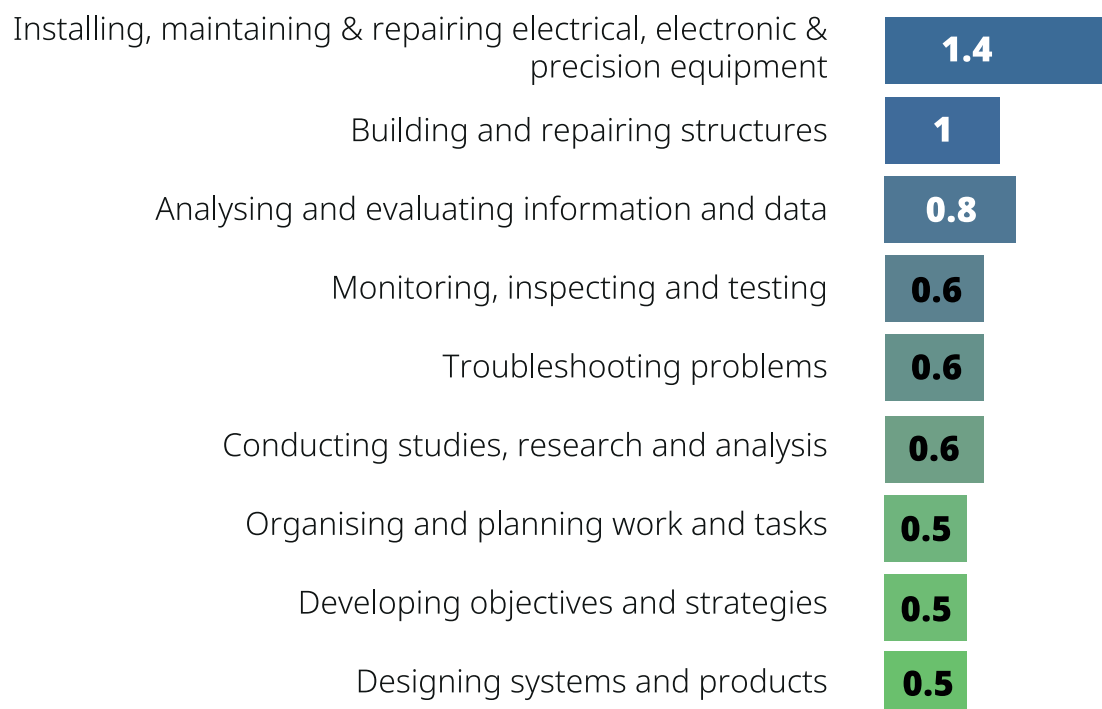 Installing, maintaining & repairing electrical, electronic &
precision equipment
1.4
Building and repairing structures
1
Analysing and evaluating information and data
0.8
Monitoring, inspecting and testing
0.6
Troubleshooting problems
0.6
Conducting studies, research and analysis
0.6
Organising and planning work and tasks
0.5
Developing objectives and strategies
0.5
Designing systems and products
0.5